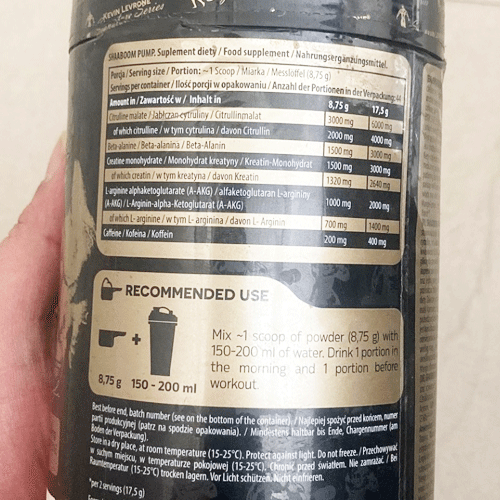 KEVIN LEVRONE
Signature Series
SHAABOOM PUMP. Suplement diety / Food supplement / Nahrungsergänzungsmittel.
Porcja / Serving size / Portion: ~1 Scoop / Miarka / Messlöffel (8,75 g)
Servings per container / Ilość porcji w opakowaniu / Anzahl der Portionen in der Verpackung: 44
Amount in / Zawartość w / Inhalt in 8,75 g 17,5 g
Citrulline malate / Jabłczan cytruliny / Citrullinmalat 3000 mg 6000 mg
of which citrulline / w tym cytrulina / davon Citrullin 2000 mg 4000 mg
Beta-alanine / Beta-alanina / Beta-Alanin 1500 mg 3000 mg
Creatine monohydrate / Monohydrat kreatyny / Kreatin-Monohydrat 1500 mg 3000 mg
of which creatin / w tym kreatyna / davon Kreatin 1320 mg 2640 mg
L-arginine alphaketoglutarate (A-AKG) / alfaketoglutaran L-argininy
(A-AKG) / L-Arginin-alpha-Ketoglutarat (A-AKG) 1000 mg 2000 mg
of which L- arginine / w tym L- arginina / davon L- Arginin 700 mg 1400 mg
Caffeine / Kofeina / Koffein 200 mg 400 mg
RECOMMENDED USE
+
8,75 g 150 - 200 ml
Mix ~1 scoop of powder (8,75 g) with
150-200 ml of water. Drink 1 portion in
the morning and 1 portion before
workout.
Best before end, batch number (see on the bottom of the container). / Najlepiej spożyć przed końcem, numer
partii produkcyjnej (patrz na spodzie opakowania). / Mindestens haltbar bis Ende, Chargennummer (am
Boden der Verpackung).
Store in a dry place, at room temperature (15-25°C). Protect against light. Do not freeze. / Przechowywać
w suchym miejscu, w temperaturze pokojowej (15-25°C). Chronić przed światłem. Nie zamrażać. / Bei
Raumtemperatur (15-25°C) trocken lagern. Vor Licht schützen. Nicht einfrieren.
*per 2 servings (17,5 g)